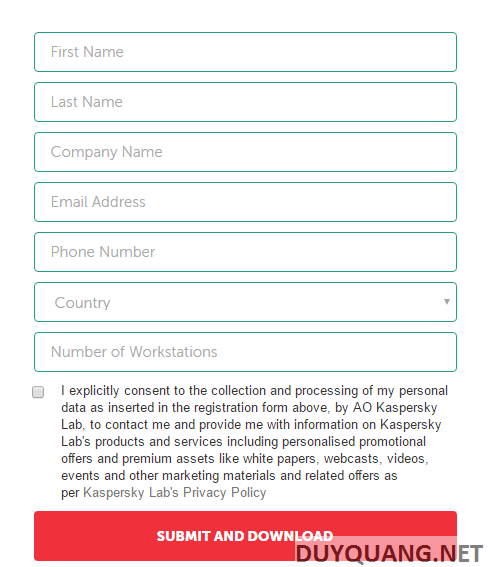 First Name
Last Name
Company Name
Email Address
Phone Number
Country
Number of Workstations
I explicitly consent to the collection and processing of my personal
data as inserted in the registration form above, by AO Kaspersky
Lab, to contact me and provide me with information on Kaspersky
Lab's products and services including personalised promotional
offers and premium assets like white papers, webcasts, videos,
events and other marketing materials and related offers as
per Kaspersky Lab's Privacy Policy
SUBMIT AND DOWNLOAD
DUYQUANG.NET